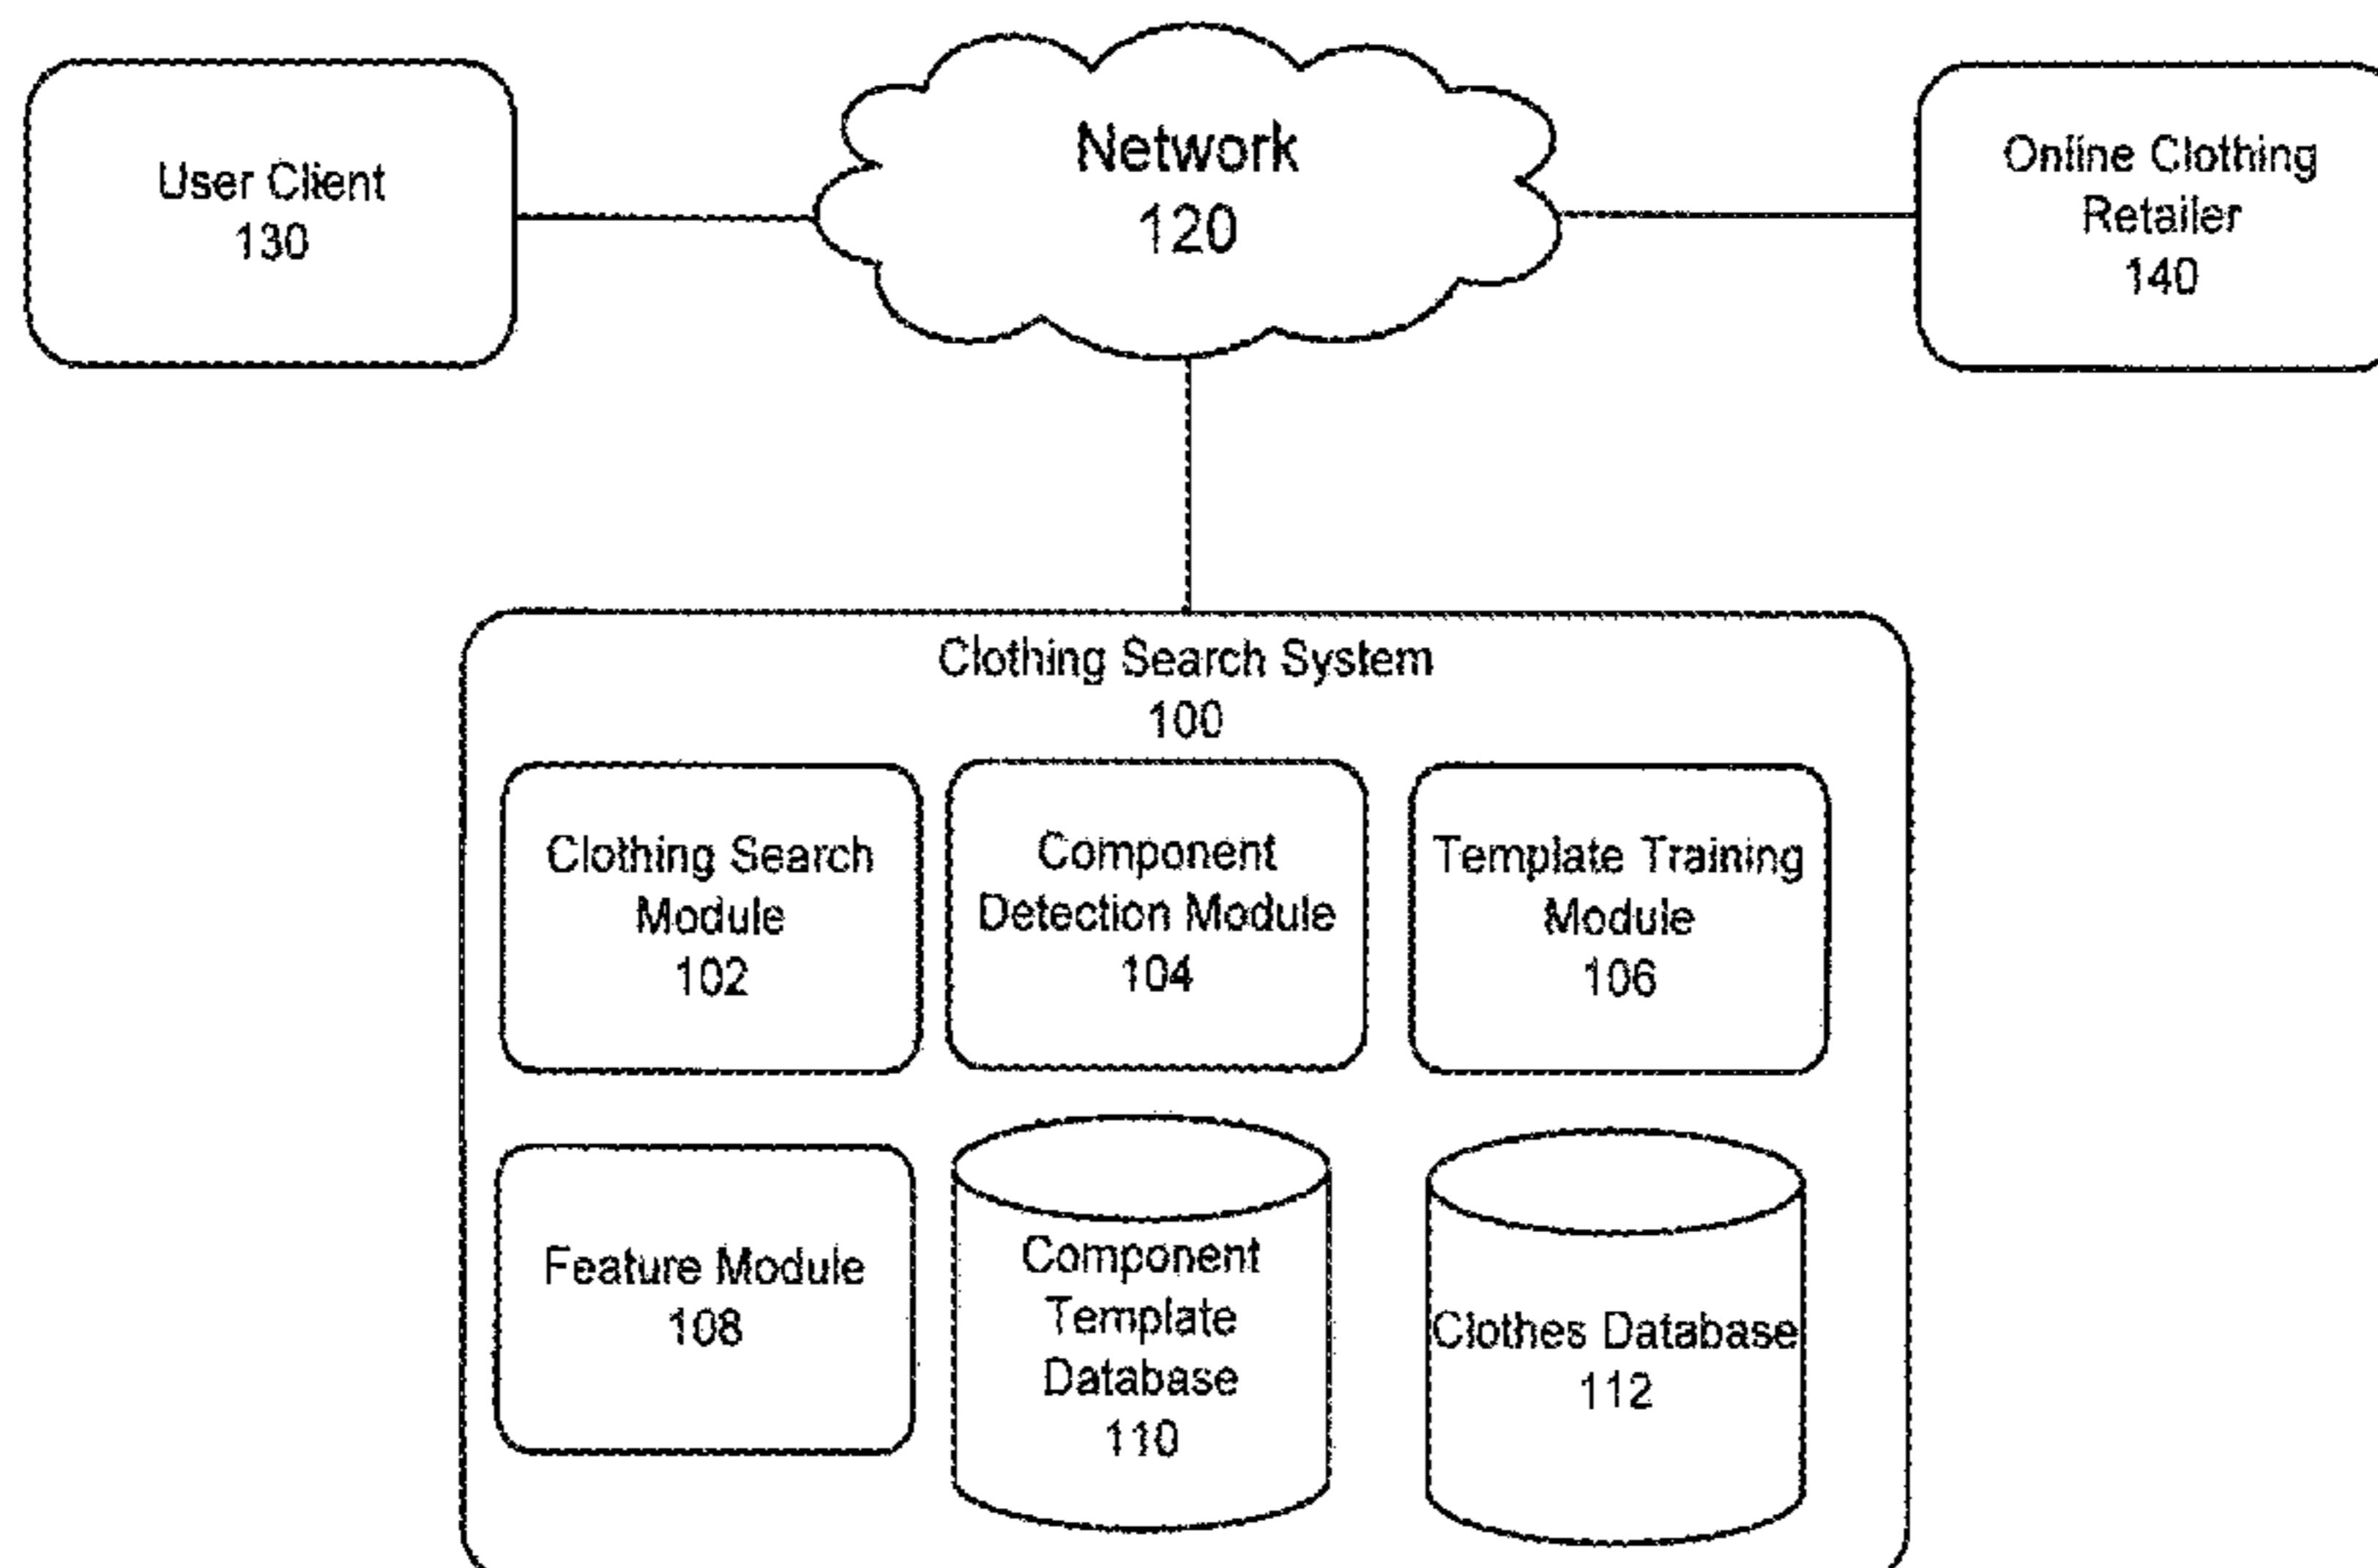 User Client
130
Network
120
Online Clothing
Retailer
140
Clothing Search System
100
Clothing Search
Module
102
Component
Detection Module
104
Template Training
Module
106
Feature Module
108
Component
Template
Database
110
Clothes Database
112